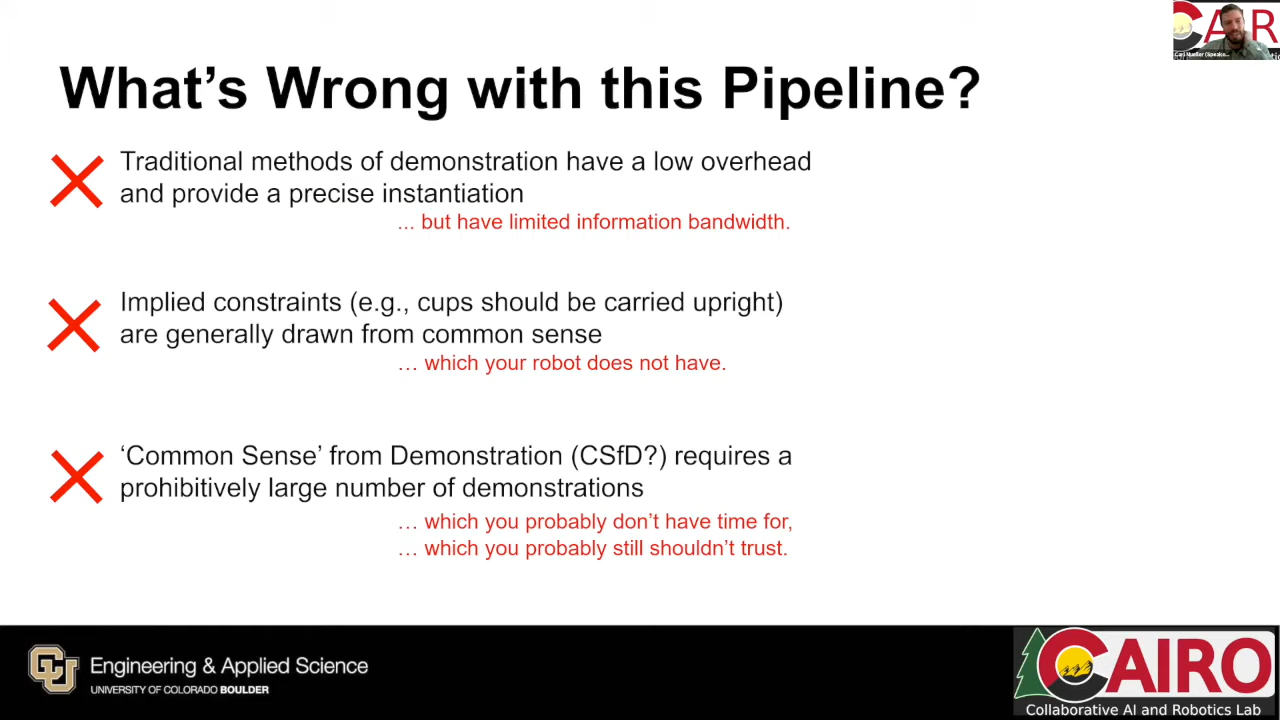 What's Wrong with this Pipeline?
Traditional methods of demonstration have a low overhead
and provide a precise instantiation
... but have limited information bandwidth.
Implied constraints (e.g., cups should be carried upright)
are generally drawn from common sense
… which your robot does not have.
‘Common Sense’ from Demonstration (CSfD?) requires a
prohibitively large number of demonstrations
… which you probably don’t have time for,
… which you probably still shouldn’t trust.
CU
Engineering & Applied Science
UNIVERSITY OF COLORADO BOULDER
CAIRO
Collaborative AI and Robotics Lab